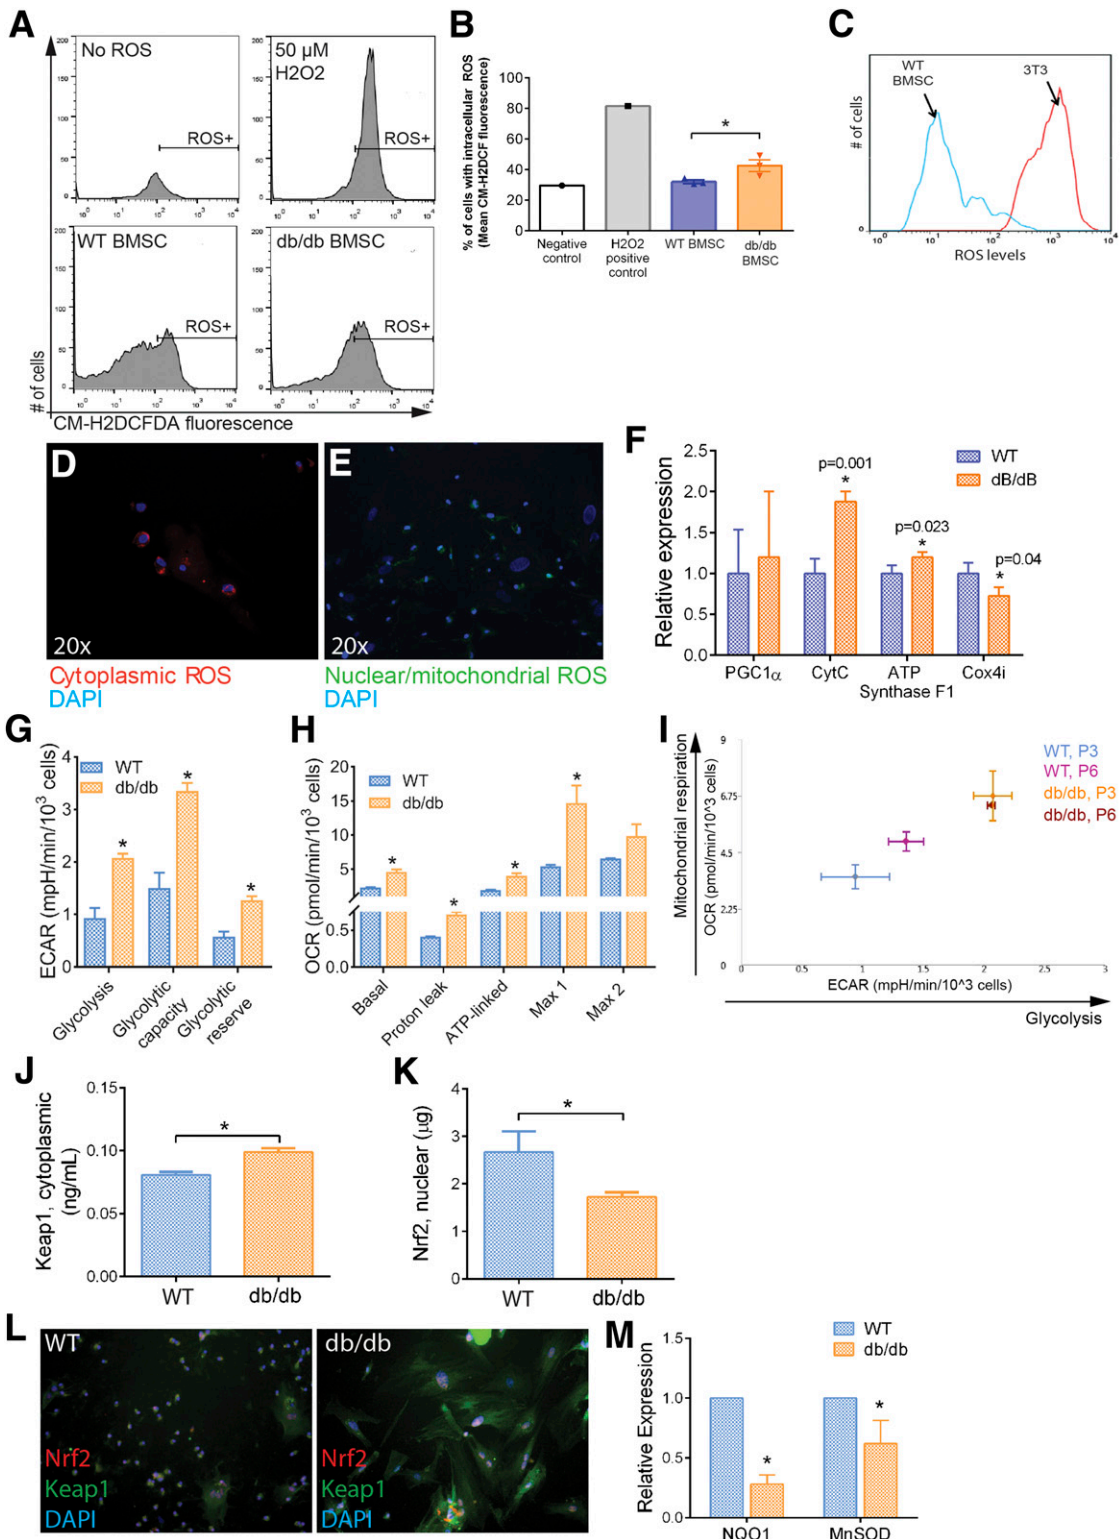 A
No ROS
ROS+
50 µM
H2O2
ROS+
WT BMSC
ROS+
db/db BMSC
ROS+
# of cells
CM-H2DCFDA fluorescence
B
% of cells with intracellular ROS
(Mean CM-H2DCF fluorescence)
100
80
60
40
20
0
*
Negative
control
H2O2
positive
control
WT BMSC
db/db
BMSC
C
WT
BMSC
3T3
# of cells
ROS levels
D
20x
Cytoplasmic ROS
DAPI
E
20x
Nuclear/mitochondrial ROS
DAPI
F
Relative expression
2.5
2.0
1.5
1.0
0.5
0.0
WT
dB/dB
p=0.001
*
p=0.023
*
p=0.04
*
PGC1α
CytC
ATP
Synthase F1
Cox4i
G
ECAR (mpH/min/10³ cells)
4
3
2
1
0
WT
db/db
*
*
*
Glycolysis
Glycolytic
capacity
Glycolytic
reserve
H
OCR (pmol/min/10³ cells)
20
15
10
5
0.5
0.0
WT
db/db
*
*
*
*
Basal
Proton leak
ATP-linked
Max 1
Max 2
I
Mitochondrial respiration
OCR (pmol/min/10^3 cells)
9
6.75
4.5
2.25
0
0.5
1
1.5
2
2.5
3
WT, P3
WT, P6
db/db, P3
db/db, P6
ECAR (mpH/min/10^3 cells)
Glycolysis
J
Keap1, cytoplasmic
(ng/mL)
0.15
0.10
0.05
0.00
*
WT
db/db
K
Nrf2, nuclear (µg)
4
3
2
1
0
*
WT
db/db
L
WT
Nrf2
Keap1
DAPI
db/db
Nrf2
Keap1
DAPI
M
Relative Expression
1.5
1.0
0.5
0.0
WT
db/db
*
*
NQO1
MnSOD